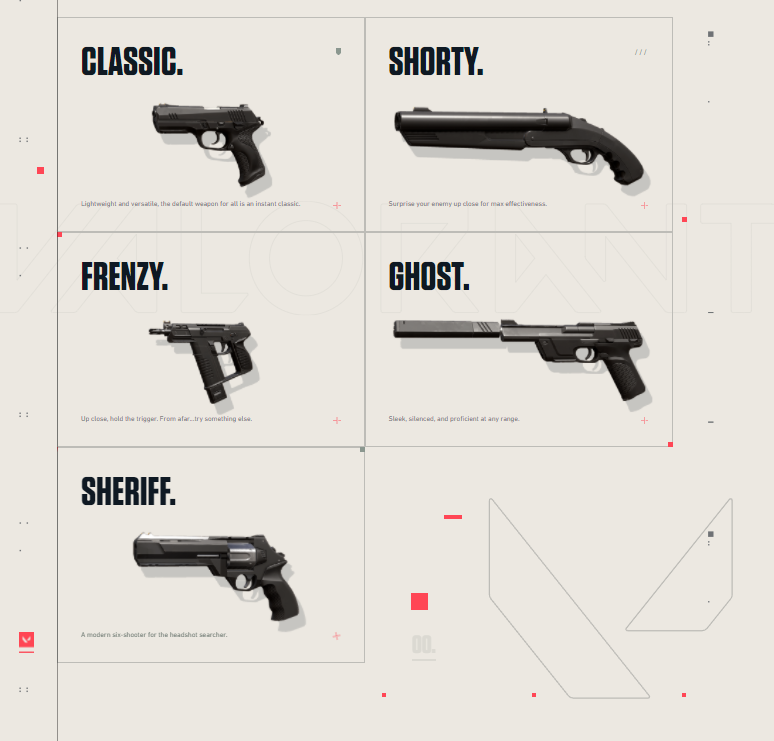 CLASSIC.
Lightweight and versatile, the default weapon for all is an instant classic.
SHORTY.
Surprise your enemy up close for max effectiveness.
VALORANT
FRENZY.
Up close, hold the trigger. From afar...try something else.
GHOST.
Sleek, silenced, and proficient at any range.
SHERIFF.
A modern six-shooter for the headshot searcher.
00.